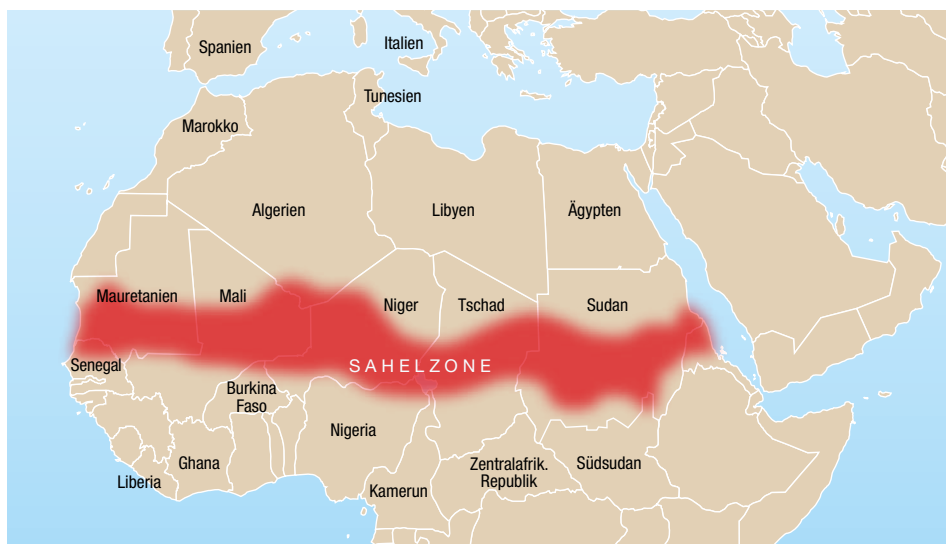 Spanien
Italien
Tunesien
Marokko
Algerien
Libyen
Ägypten
Mauretanien
Mali
Niger
Tschad
Sudan
SAHELZONE
Senegal
Burkina
Faso
Nigeria
Ghana
Liberia
Kamerun
Zentralafrik.
Republik
Südsudan